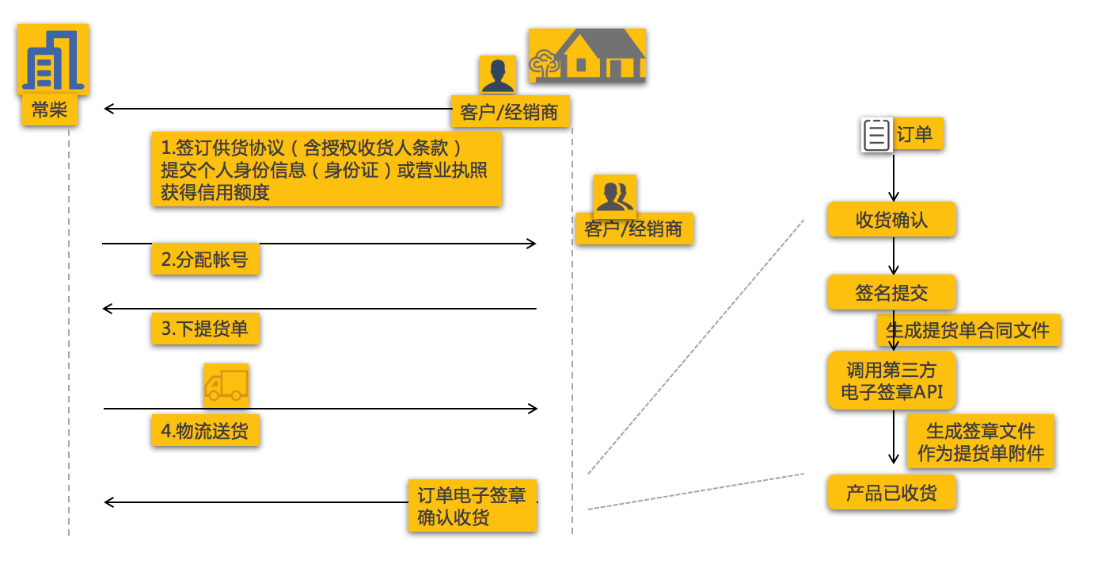 常柴
客户/经销商
1.签订供货协议（含授权收货人条款）
提交个人身份信息（身份证）或营业执照
获得信用额度
客户/经销商
2.分配帐号
3.下提货单
4.物流送货
订单电子签章
确认收货
订单
收货确认
签名提交
生成提货单合同文件
调用第三方
电子签章API
生成签章文件
作为提货单附件
产品已收货